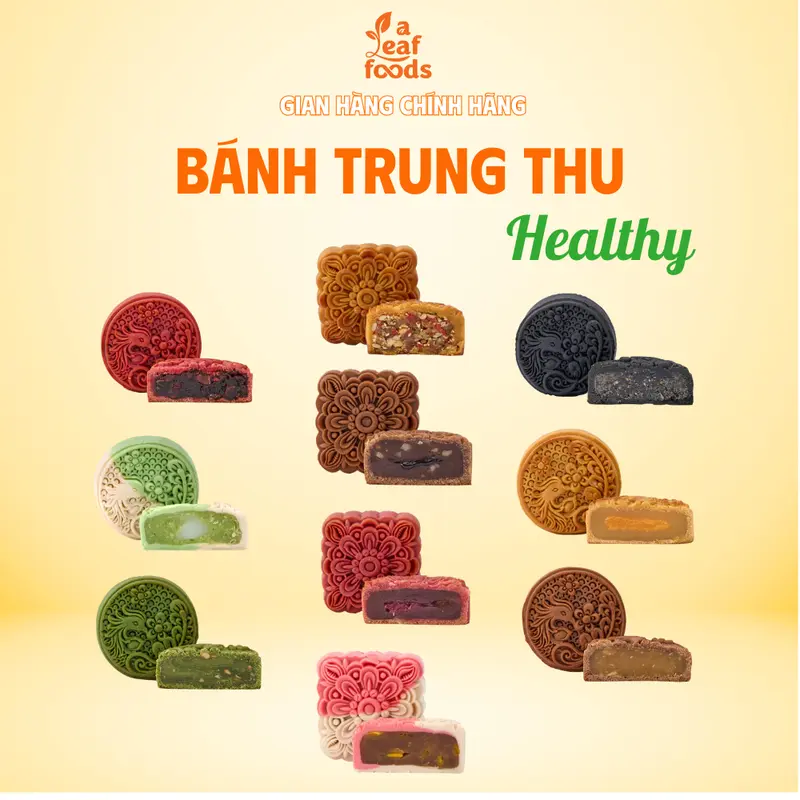 a
Leaf
foods
GIAN HÀNG CHÍNH HÃNG
BÁNH TRUNG THU
Healthy